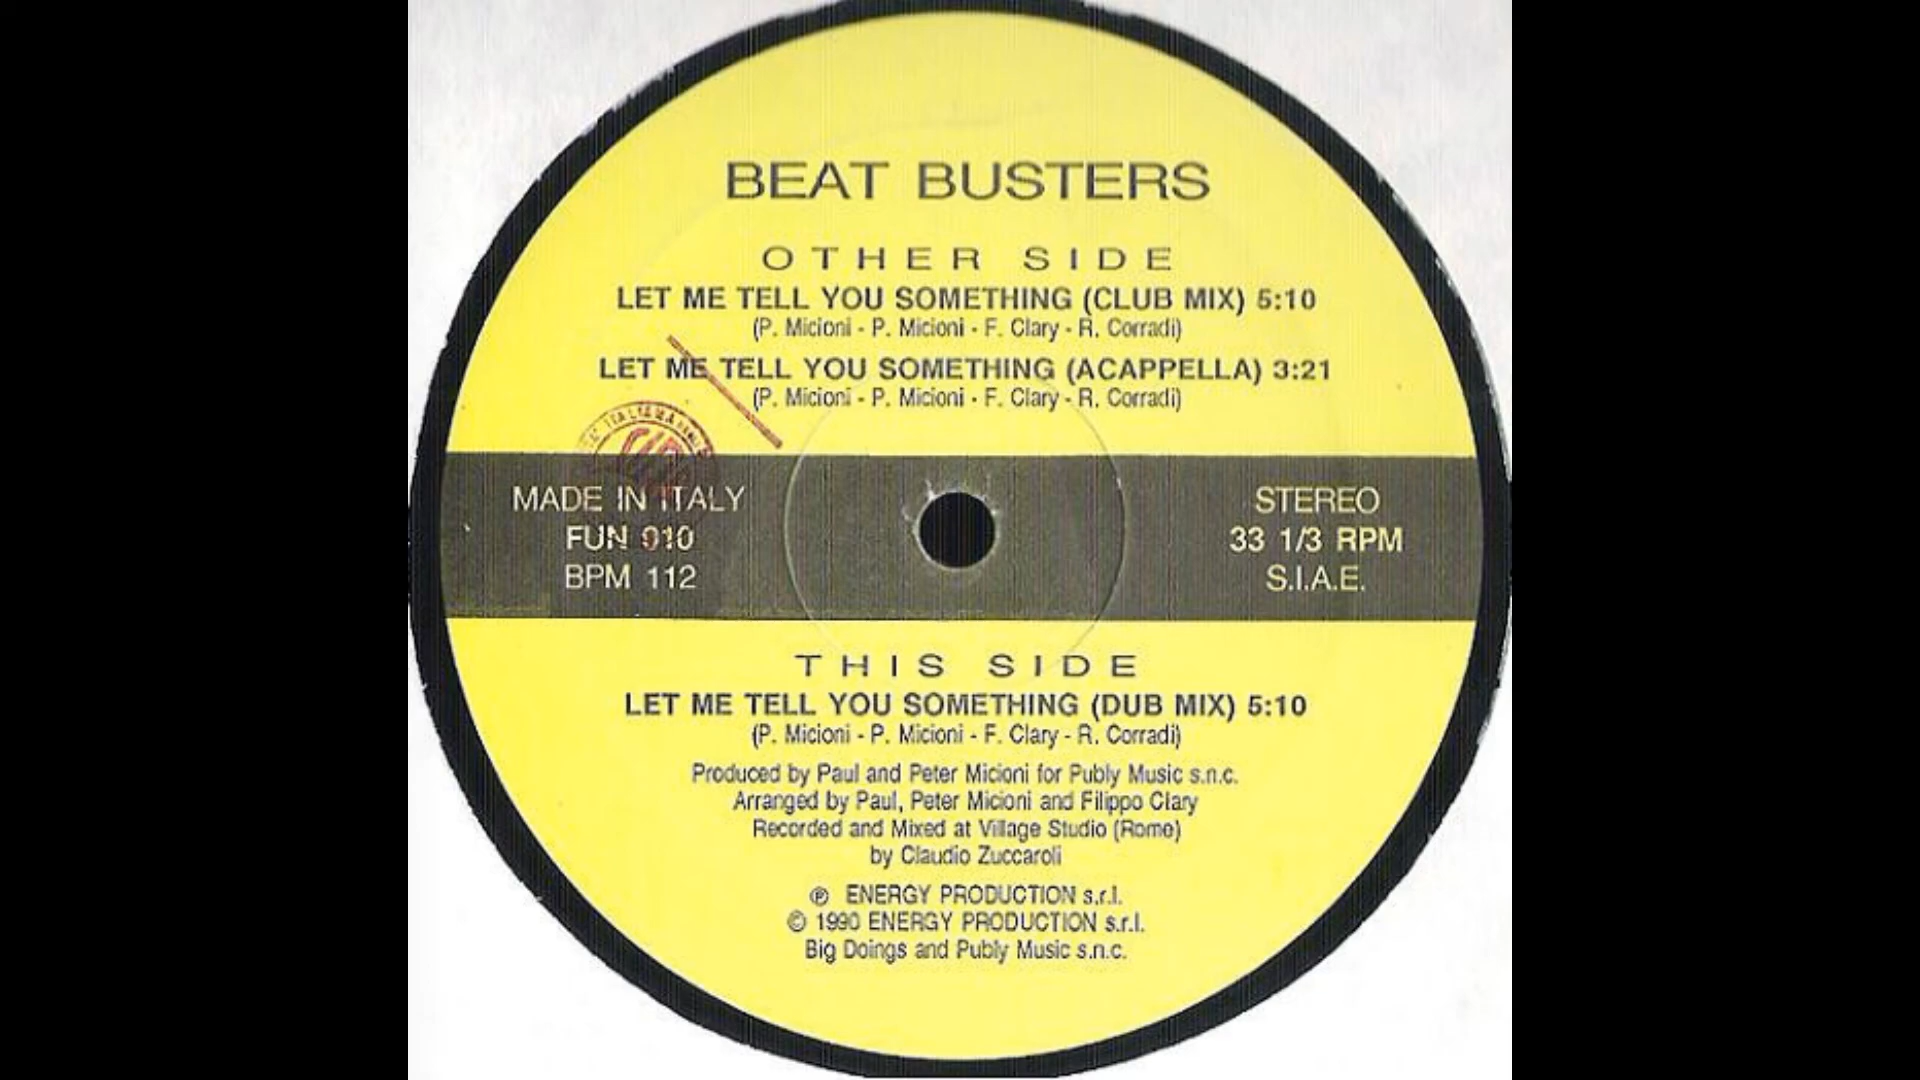 BEAT BUSTERS
OTHER SIDE
LET ME TELL YOU SOMETHING (CLUB MIX) 5:10
(P. Micioni - P. Micioni - F. Clary - R. Corradi)
LET ME TELL YOU SOMETHING (ACAPPELLA) 3:21
(P. Micioni - P. Micioni - F. Clary - R. Corradi)
MADE IN ITALY
FUN 010
BPM 112
STEREO
33 1/3 RPM
S.I.A.E.
THIS SIDE
LET ME TELL YOU SOMETHING (DUB MIX) 5:10
(P. Micioni - P. Micioni - F. Clary - R. Corradi)
Produced by Paul and Peter Micioni for Publy Music s.n.c.
Arranged by Paul, Peter Micioni and Filippo Clary
Recorded and Mixed at Village Studio (Rome)
by Claudio Zuccaroli
℗ ENERGY PRODUCTION s.r.l.
© 1990 ENERGY PRODUCTION s.r.l.
Big Doings and Publy Music s.n.c.